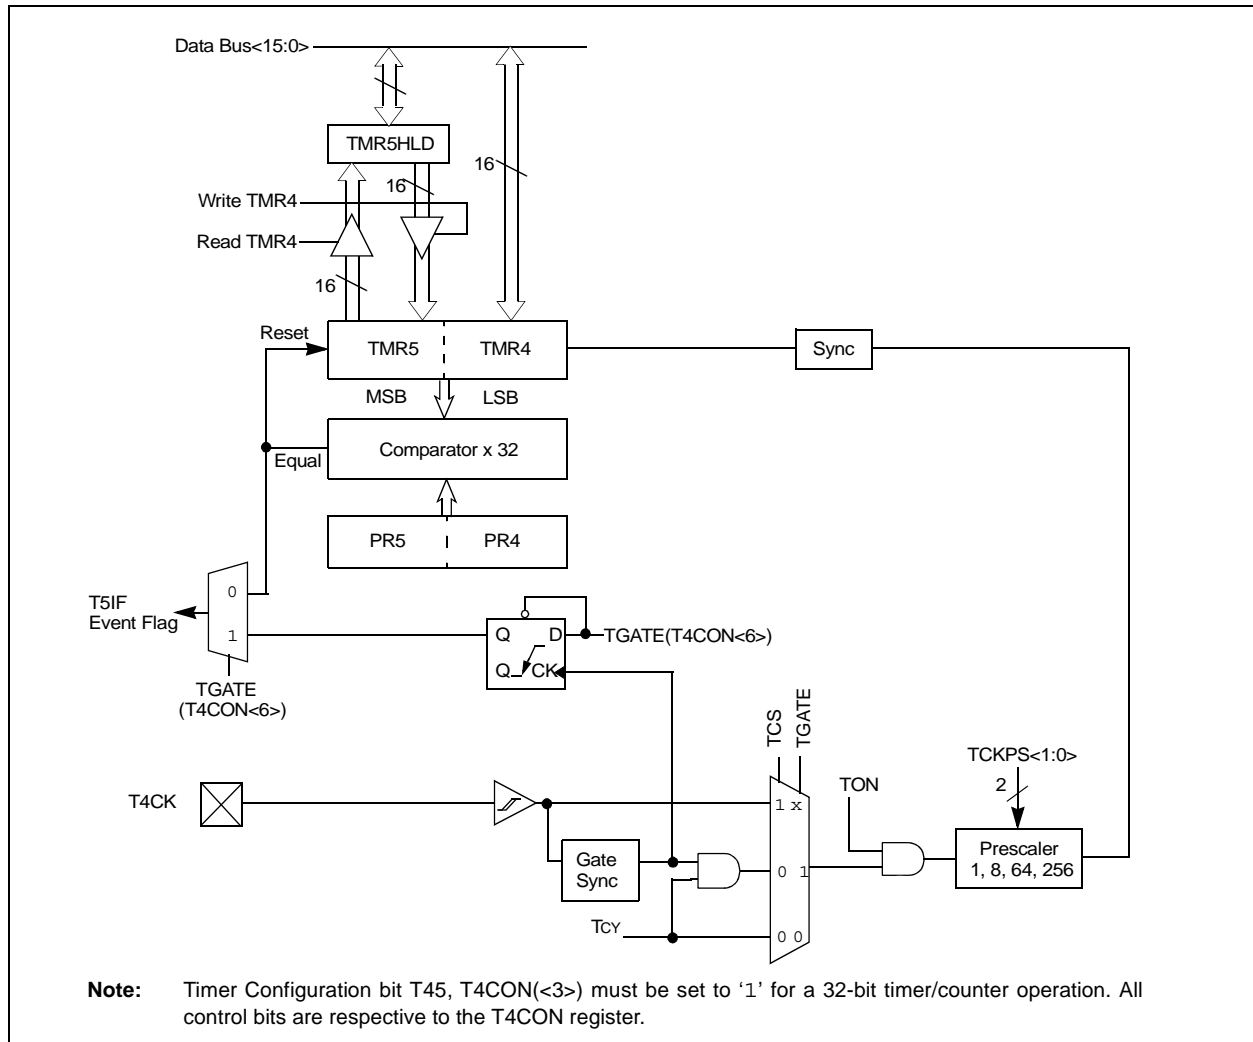 Data Bus<15:0>
TMR5HLD
16
16
Write TMR4
Read TMR4
16
Reset
TMR5
TMR4
Sync
MSB
LSB
Equal
Comparator x 32
PR5
PR4
0
1
T5IF
Event Flag
Q
D
TGATE(T4CON<6>)
Q
CK
TGATE
(T4CON<6>)
TCS
TGATE
TCKPS<1:0>
2
T4CK
1 x
TON
Gate
Sync
0 1
Prescaler
1, 8, 64, 256
TCY
0 0
Note: Timer Configuration bit T45, T4CON(<3>) must be set to ‘1’ for a 32-bit timer/counter operation. All
control bits are respective to the T4CON register.